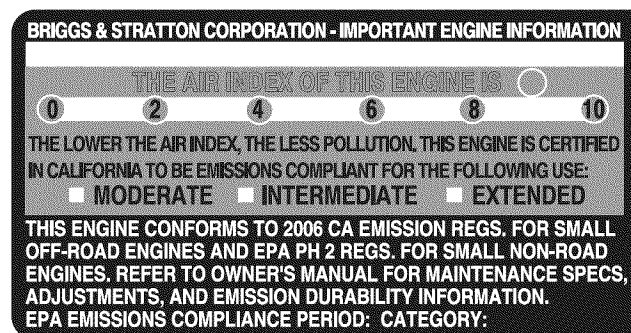 BRIGGS & STRATTON CORPORATION - IMPORTANT ENGINE INFORMATION
THE AIR INDEX OF THIS ENGINE IS
0 2 4 6 8 10
THE LOWER THE AIR INDEX, THE LESS POLLUTION. THIS ENGINE IS CERTIFIED
IN CALIFORNIA TO BE EMISSIONS COMPLIANT FOR THE FOLLOWING USE:
MODERATE INTERMEDIATE EXTENDED
THIS ENGINE CONFORMS TO 2006 CA EMISSION REGS. FOR SMALL
OFF-ROAD ENGINES AND EPA PH 2 REGS. FOR SMALL NON-ROAD
ENGINES. REFER TO OWNER'S MANUAL FOR MAINTENANCE SPECS,
ADJUSTMENTS, AND EMISSION DURABILITY INFORMATION.
EPA EMISSIONS COMPLIANCE PERIOD: CATEGORY: